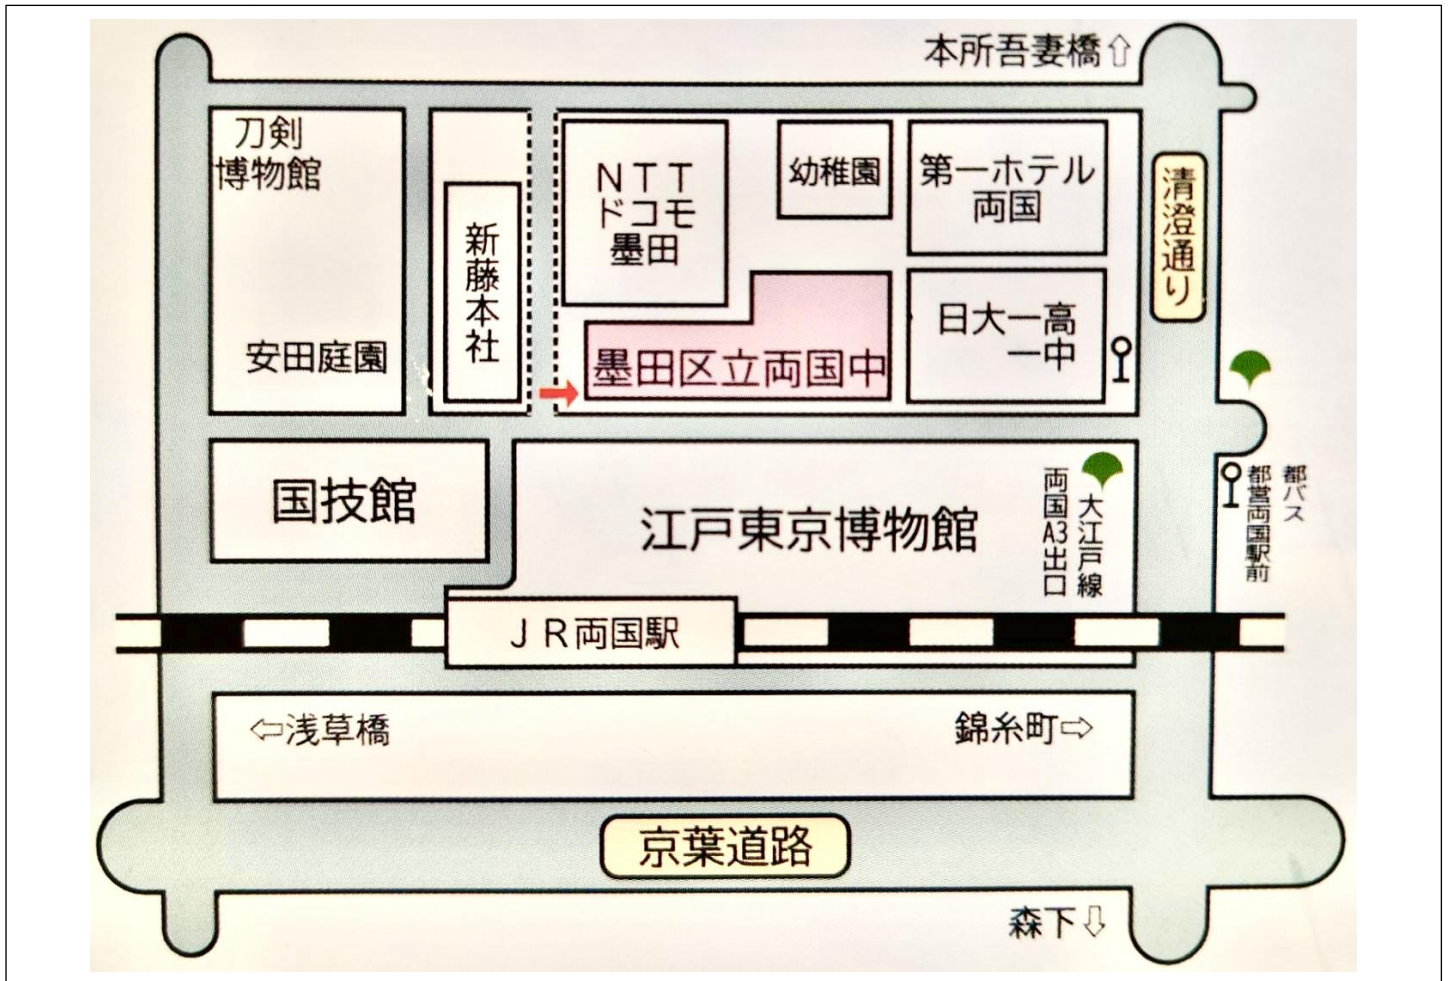 本所吾妻橋⇧
刀剣
博物館
安田庭園
新藤本社
NTT
ドコモ
墨田
幼稚園
第一ホテル
両国
清澄通り
墨田区立両国中
日大一高
一中
国技館
江戸東京博物館
大江戸線
両国A3出口
都バス
都営両国駅前
JR両国駅
⇦浅草橋
錦糸町⇨
京葉道路
森下⇩